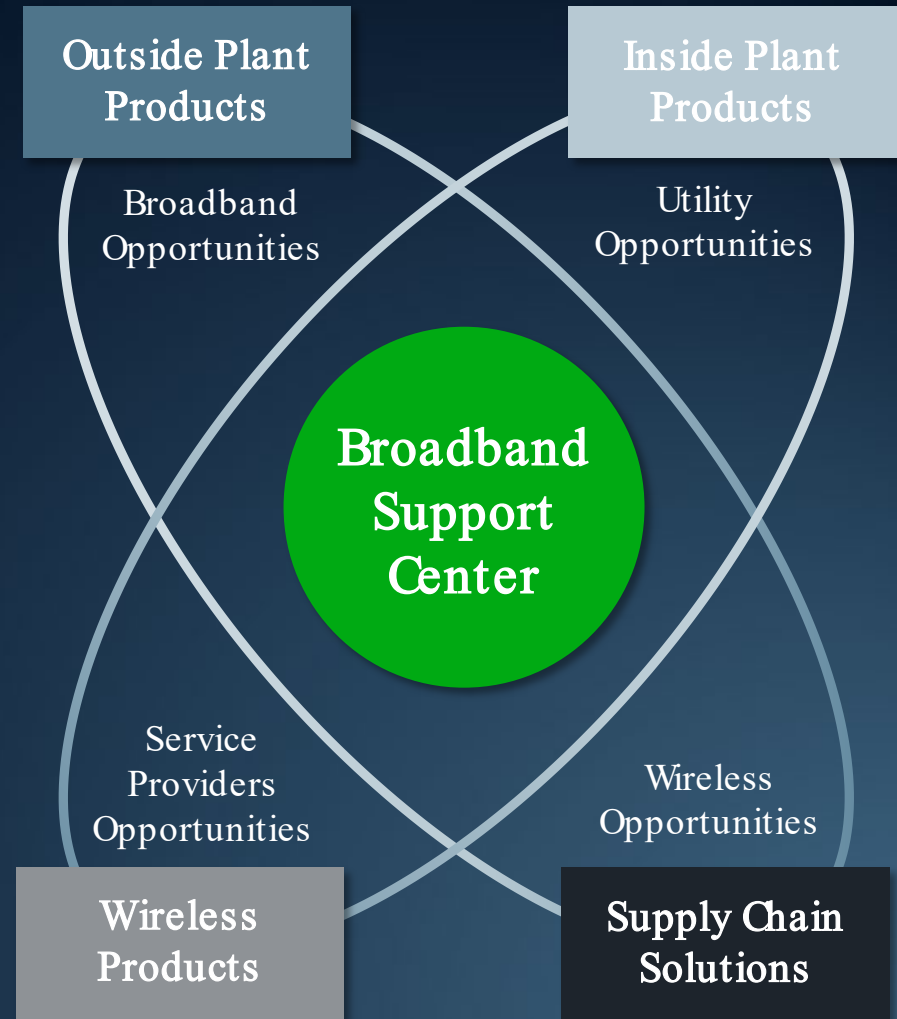 Outside Plant
Products
Inside Plant
Products
Broadband
Opportunities
Utility
Opportunities
Broadband
Support
Center
Service
Providers
Opportunities
Wireless
Opportunities
Wireless
Products
Supply Chain
Solutions